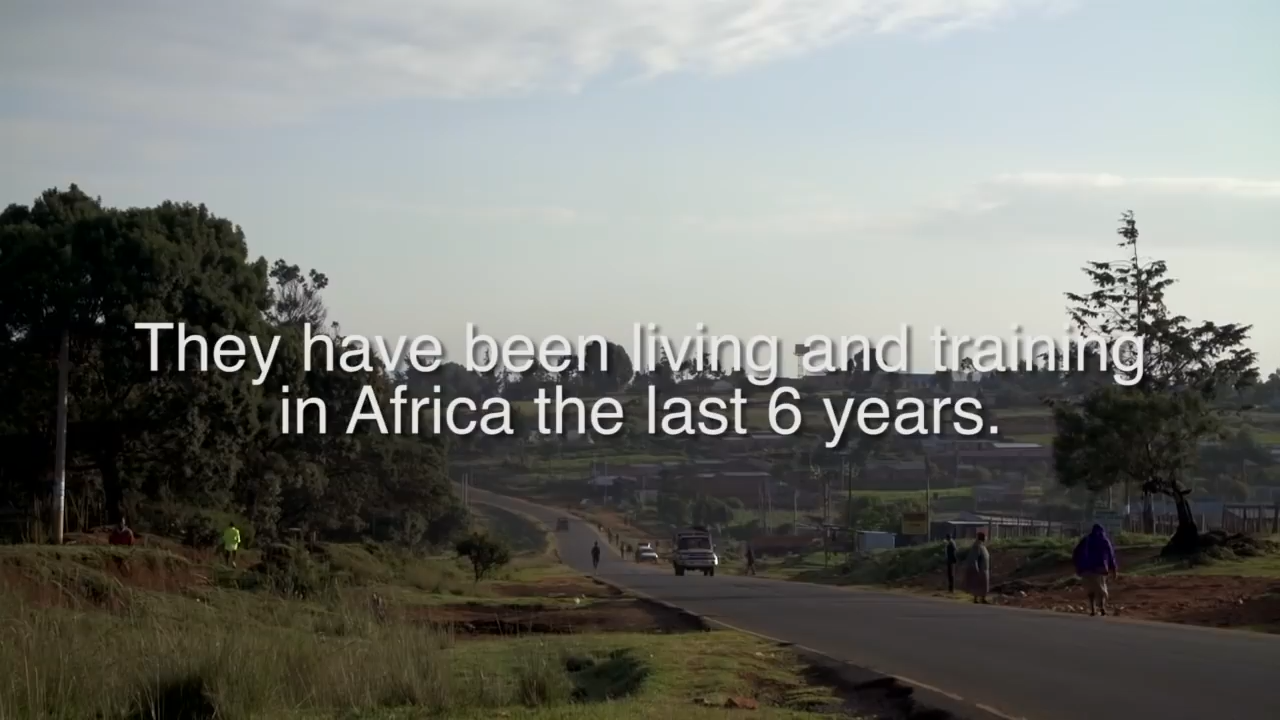 They have been living and training
in Africa the last 6 years.